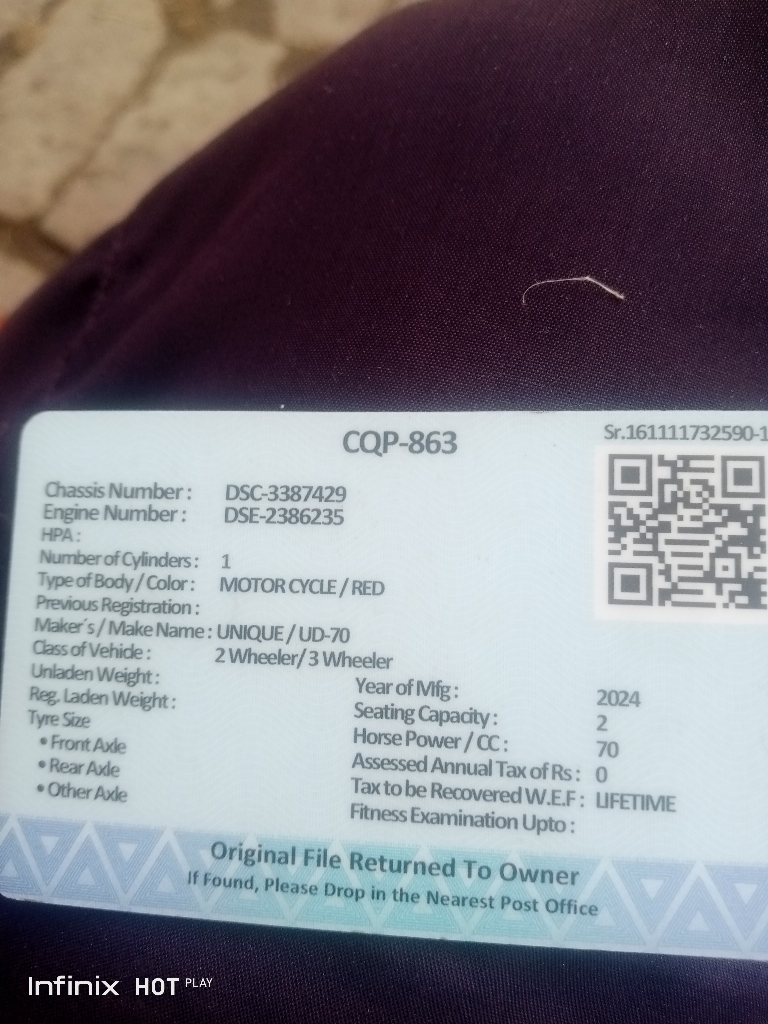 CQP-863
Sr.161111732590-1
Chassis Number : DSC-3387429
Engine Number : DSE-2386235
HPA :
Number of Cylinders : 1
Type of Body / Color : MOTOR CYCLE / RED
Previous Registration :
Maker´s / Make Name : UNIQUE / UD-70
Class of Vehicle : 2 Wheeler/ 3 Wheeler
Unladen Weight :
Reg. Laden Weight :
Tyre Size
• Front Axle
• Rear Axle
• Other Axle
Year of Mfg : 2024
Seating Capacity : 2
Horse Power / CC : 70
Assessed Annual Tax of Rs : 0
Tax to be Recovered W.E.F : LIFETIME
Fitness Examination Upto :
Original File Returned To Owner
If Found, Please Drop in the Nearest Post Office
Infinix HOT PLAY